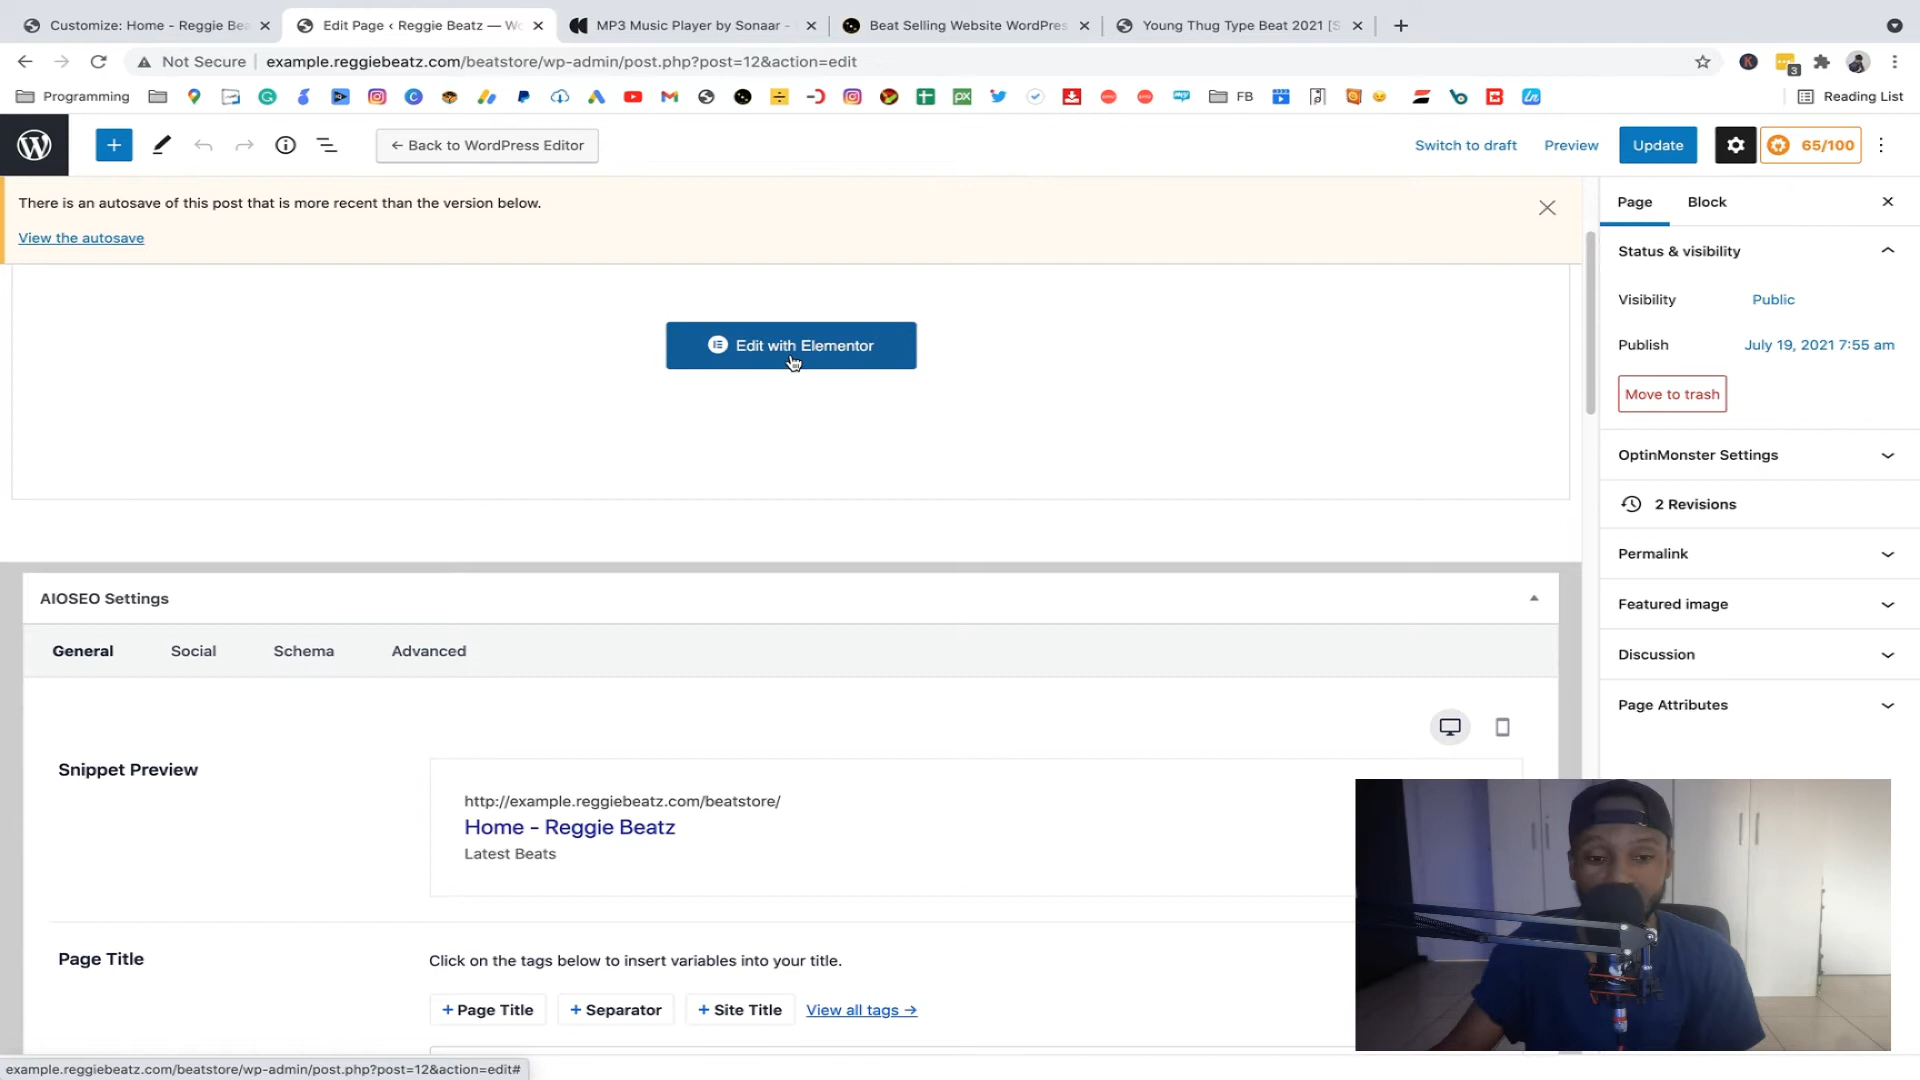 Customize: Home - Reggie Bea
Edit Page ‹ Reggie Beatz — Wo
MP3 Music Player by Sonaar -
Beat Selling Website WordPres
Young Thug Type Beat 2021 [S
Not Secure
example.reggiebeatz.com/beatstore/wp-admin/post.php?post=12&action=edit
3
Programming
FB
Reading List
← Back to WordPress Editor
Switch to draft
Preview
Update
65/100
There is an autosave of this post that is more recent than the version below.
View the autosave
Edit with Elementor
Page
Block
Status & visibility
Visibility
Public
Publish
July 19, 2021 7:55 am
Move to trash
OptinMonster Settings
2 Revisions
Permalink
Featured image
Discussion
Page Attributes
AIOSEO Settings
General
Social
Schema
Advanced
Snippet Preview
http://example.reggiebeatz.com/beatstore/
Home - Reggie Beatz
Latest Beats
Page Title
Click on the tags below to insert variables into your title.
+ Page Title
+ Separator
+ Site Title
View all tags →
example.reggiebeatz.com/beatstore/wp-admin/post.php?post=12&action=edit#